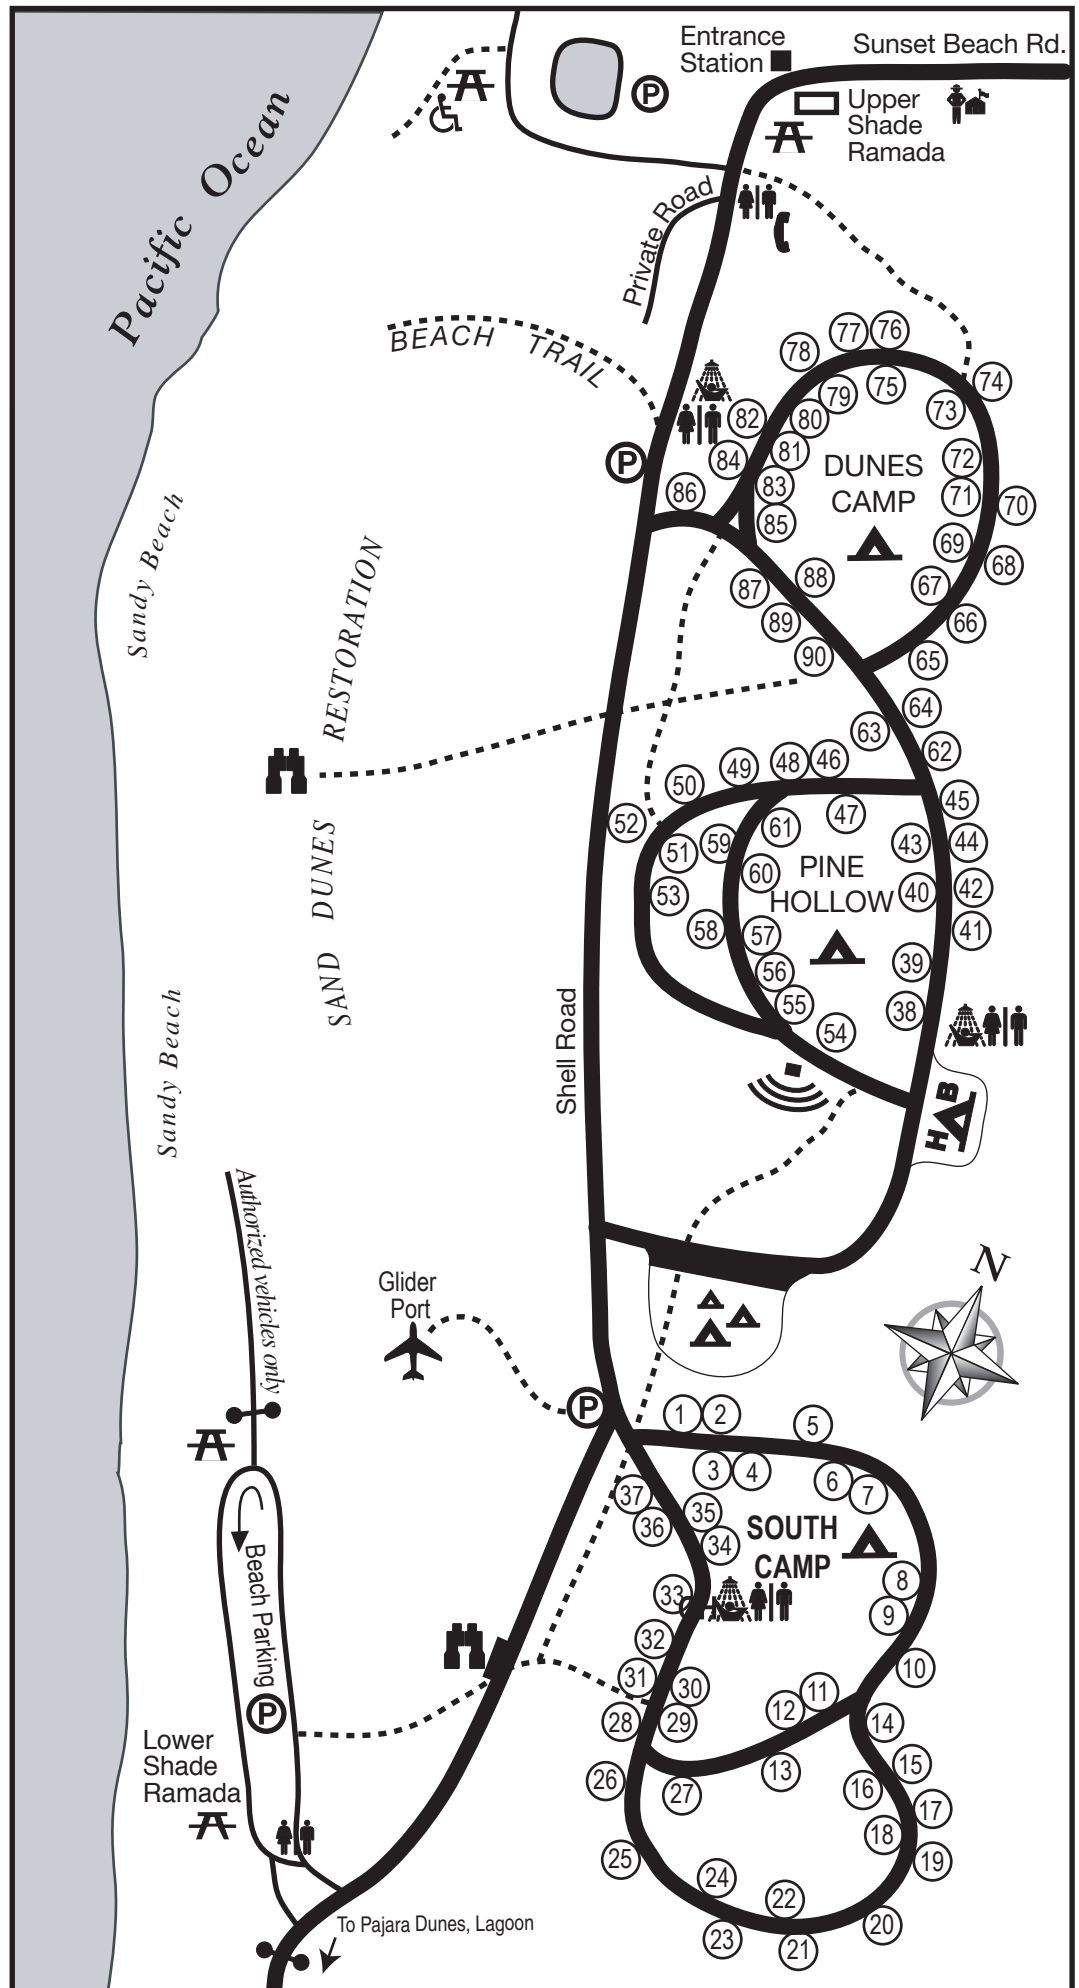 Entrance
Station
Sunset Beach Rd.
P
Upper
Shade
Ramada
Pacific Ocean
Private Road
BEACH TRAIL
78
77
76
74
79
75
73
82
80
P
84
81
DUNES
CAMP
72
86
83
71
70
85
69
68
Sandy Beach
87
88
67
SAND DUNES RESTORATION
89
66
90
65
64
63
62
50
49
48
46
45
52
47
61
51
59
43
44
60
PINE
HOLLOW
53
40
42
58
57
41
56
39
55
38
54
Sandy Beach
Shell Road
H B
Authorized vehicles only
Glider
Port
N
P
1
2
5
3
4
6
7
37
35
36
34
SOUTH
CAMP
Beach Parking
P
33
8
9
32
31
30
10
28
29
12
11
14
Lower
Shade
Ramada
26
27
13
16
15
17
18
25
24
22
19
23
21
20
To Pajara Dunes, Lagoon